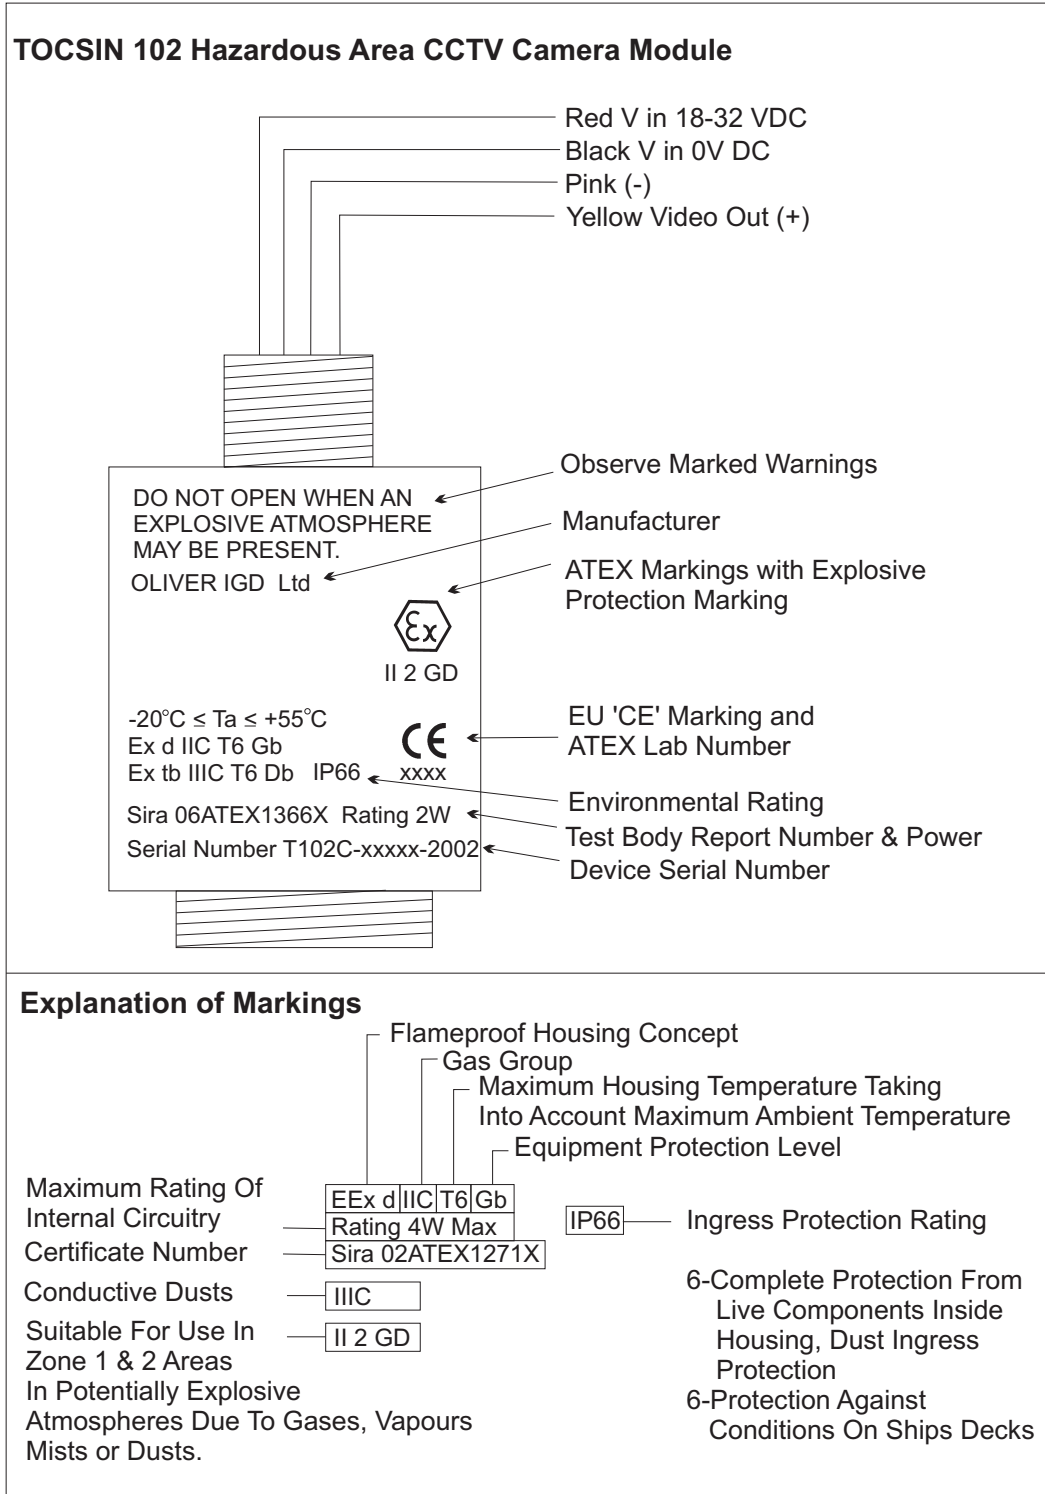 TOCSIN 102 Hazardous Area CCTV Camera Module
Red V in 18-32 VDC
Black V in 0V DC
Pink (-)
Yellow Video Out (+)
Observe Marked Warnings
DO NOT OPEN WHEN AN
EXPLOSIVE ATMOSPHERE
MAY BE PRESENT.
Manufacturer
OLIVER IGD Ltd
ATEX Markings with Explosive
Protection Marking
Ex
II 2 GD
-20°C ≤ Ta ≤ +55°C
Ex d IIC T6 Gb
Ex tb IIIC T6 Db IP66
CE
xxxx
EU 'CE' Marking and
ATEX Lab Number
Environmental Rating
Sira 06ATEX1366X Rating 2W
Test Body Report Number & Power
Serial Number T102C-xxxxx-2002
Device Serial Number
Explanation of Markings
Flameproof Housing Concept
Gas Group
Maximum Housing Temperature Taking
Into Account Maximum Ambient Temperature
Equipment Protection Level
Maximum Rating Of
Internal Circuitry
EEx d IIC T6 Gb
Rating 4W Max
Certificate Number
Sira 02ATEX1271X
Conductive Dusts
IIIC
Suitable For Use In
Zone 1 & 2 Areas
In Potentially Explosive
Atmospheres Due To Gases, Vapours
Mists or Dusts.
II 2 GD
IP66
Ingress Protection Rating
6-Complete Protection From
Live Components Inside
Housing, Dust Ingress
Protection
6-Protection Against
Conditions On Ships Decks